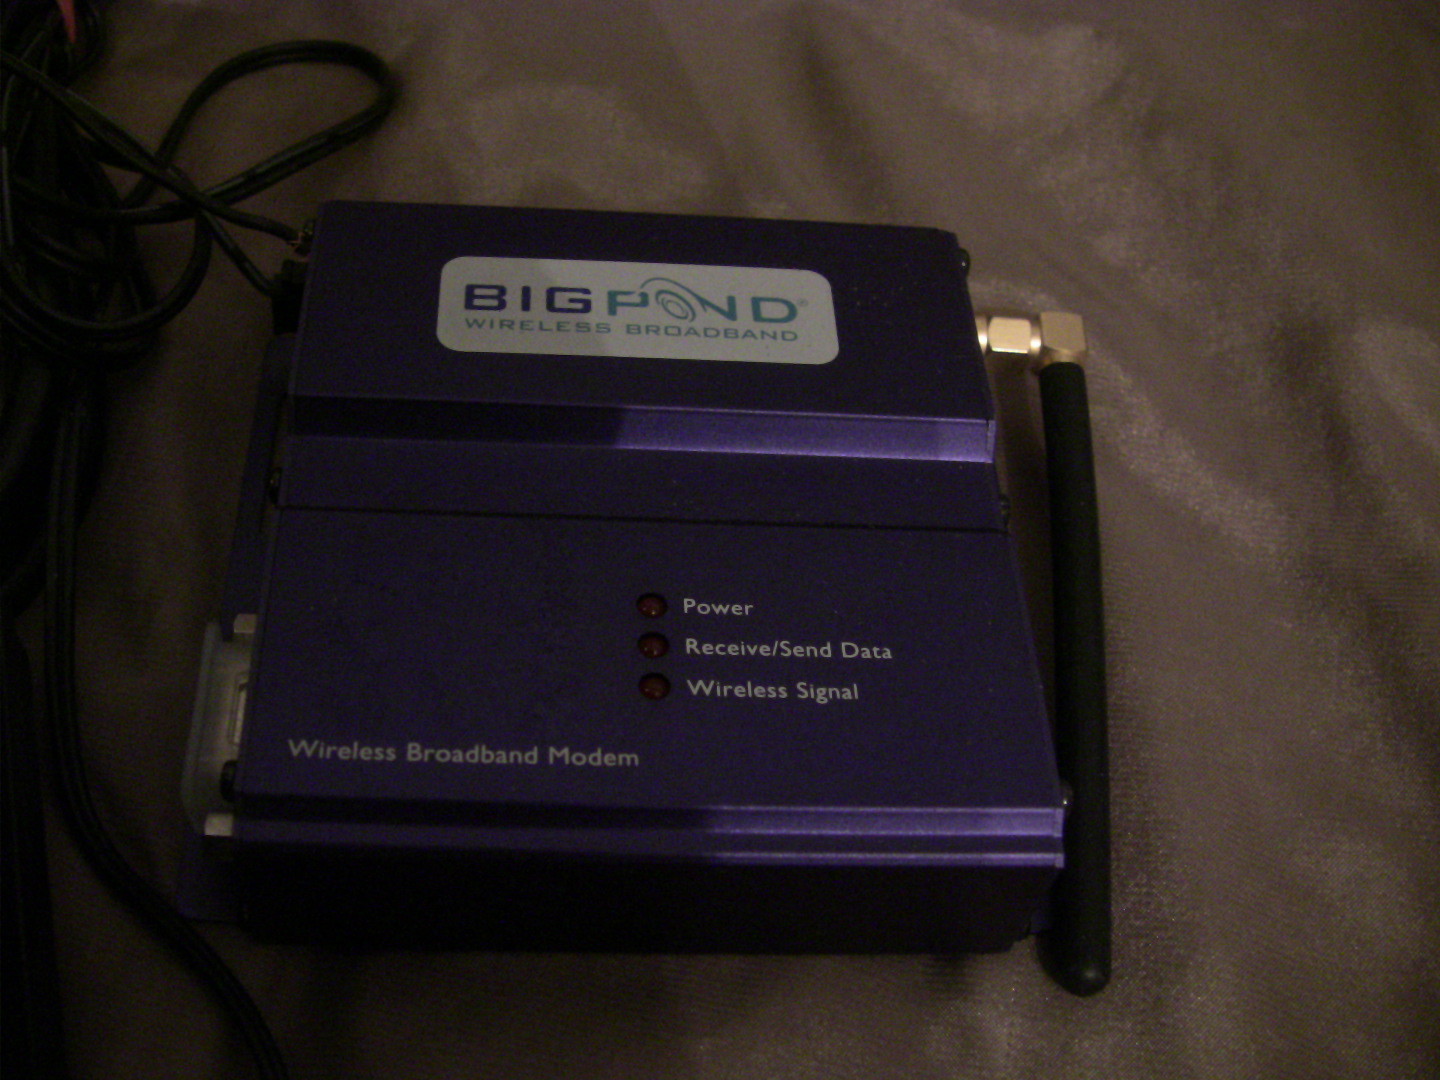 BIGPOND®
WIRELESS BROADBAND
Power
Receive/Send Data
Wireless Signal
Wireless Broadband Modem